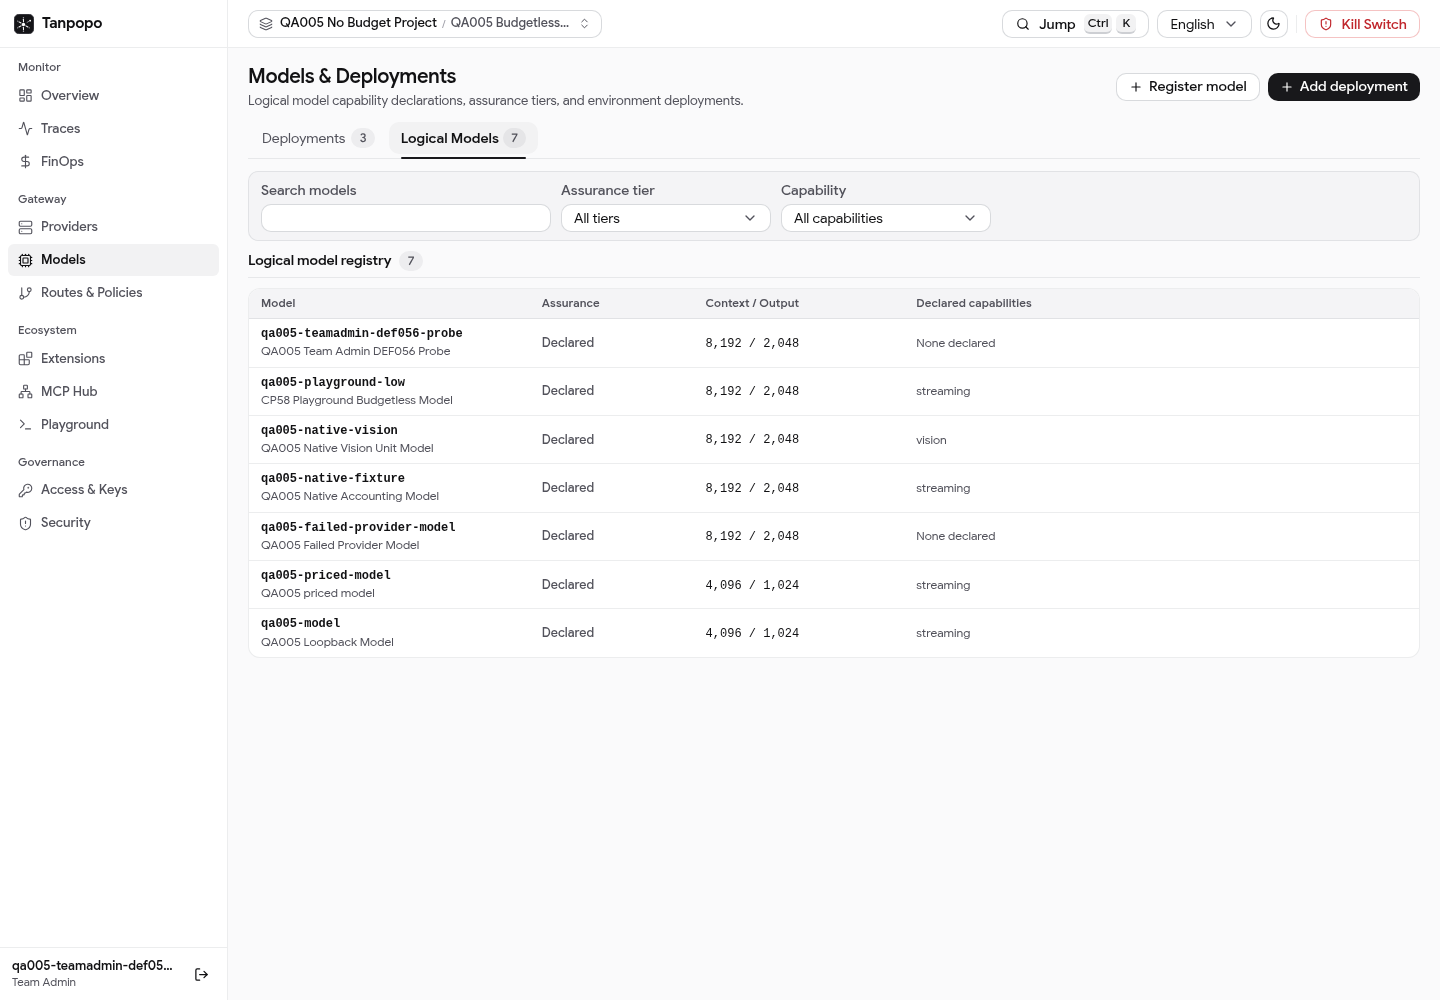 Tanpopo
QA005 No Budget Project / QA005 Budgetless...
Jump Ctrl K
English
Kill Switch
Monitor
Overview
Traces
FinOps
Gateway
Providers
Models
Routes & Policies
Ecosystem
Extensions
MCP Hub
Playground
Governance
Access & Keys
Security
qa005-teamadmin-def05...
Team Admin
Models & Deployments
Logical model capability declarations, assurance tiers, and environment deployments.
Register model
Add deployment
Deployments 3
Logical Models 7
Search models
Assurance tier
Capability
All tiers
All capabilities
Logical model registry 7
Model Assurance Context / Output Declared capabilities
qa005-teamadmin-def056-probe
QA005 Team Admin DEF056 Probe
Declared 8,192 / 2,048 None declared
qa005-playground-low
CP58 Playground Budgetless Model
Declared 8,192 / 2,048 streaming
qa005-native-vision
QA005 Native Vision Unit Model
Declared 8,192 / 2,048 vision
qa005-native-fixture
QA005 Native Accounting Model
Declared 8,192 / 2,048 streaming
qa005-failed-provider-model
QA005 Failed Provider Model
Declared 8,192 / 2,048 None declared
qa005-priced-model
QA005 priced model
Declared 4,096 / 1,024 streaming
qa005-model
QA005 Loopback Model
Declared 4,096 / 1,024 streaming